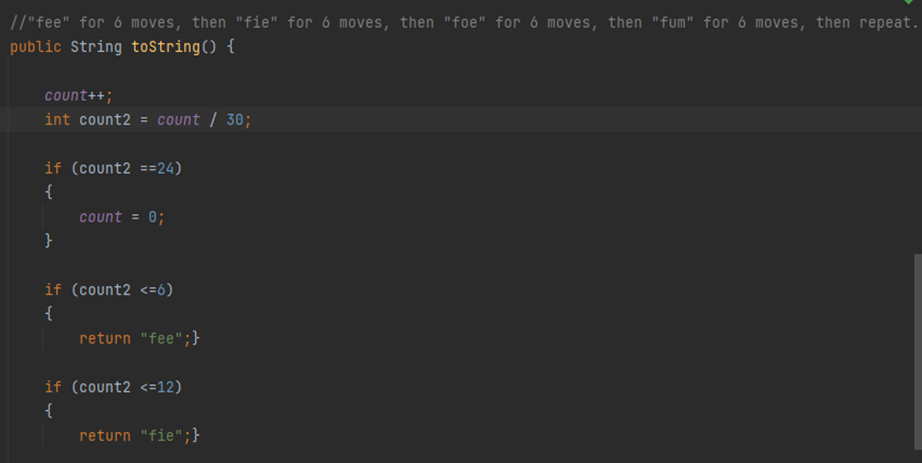 //"fee" for 6 moves, then "fie" for 6 moves, then "foe" for 6 moves, then "fum" for 6 moves, then repeat.
public String toString() {
count++;
int count2 = count / 30;
if (count2 ==24)
{
count = 0;
}
if (count2 <=6)
{
return "fee";}
if (count2 <=12)
{
return "fie";}